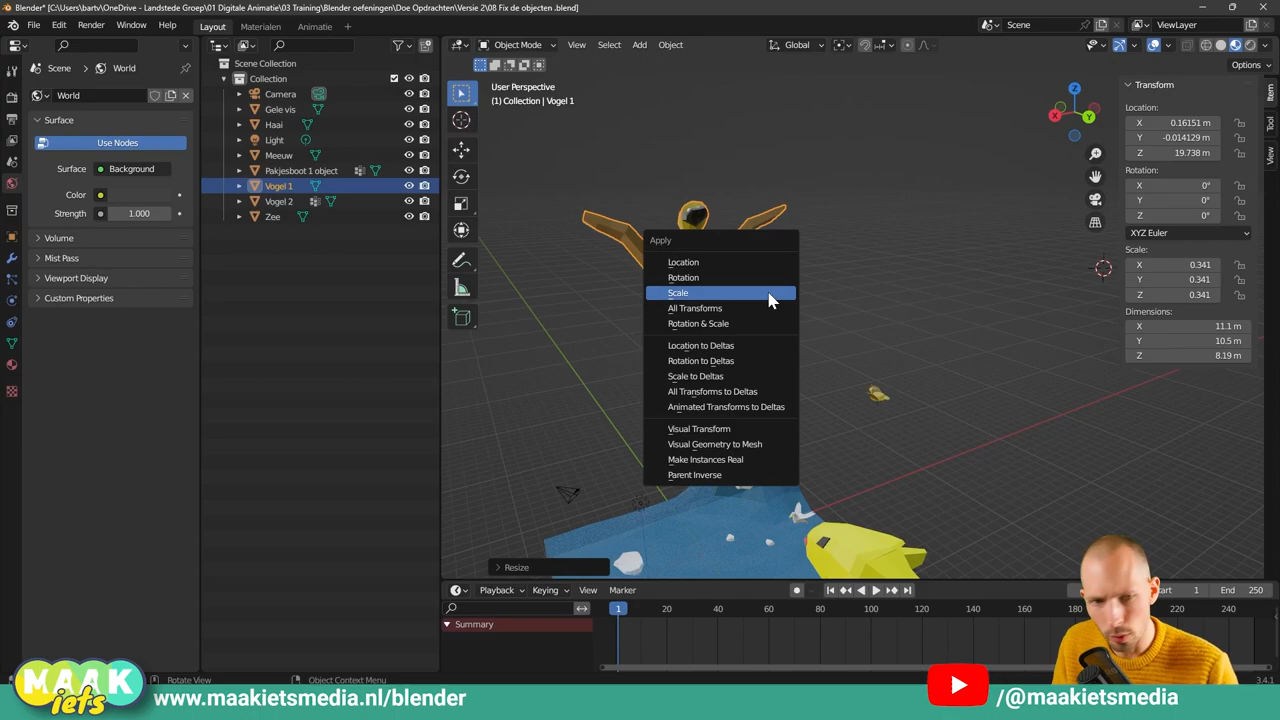 Blender* [C:\Users\bartv\OneDrive - Landstede Groep\01 Digitale Animatie\03 Training\Blender oefeningen\Doe Opdrachten\Versie 2\08 Fix de objecten .blend]
File Edit Render Window Help Layout Materialen Animatie + Scene ViewLayer
Object Mode View Select Add Object Global
Options
Scene > World
World
Surface
Use Nodes
Surface Background
Color
Strength 1.000
Volume
Mist Pass
Viewport Display
Custom Properties
Scene Collection
Collection
Camera
Gele vis
Haai
Light
Meeuw
Pakjesboot 1 object
Vogel 1
Vogel 2
Zee
User Perspective
(1) Collection | Vogel 1
Z
X
Y
Apply
Location
Rotation
Scale
All Transforms
Rotation & Scale
Location to Deltas
Rotation to Deltas
Scale to Deltas
All Transforms to Deltas
Animated Transforms to Deltas
Visual Transform
Visual Geometry to Mesh
Make Instances Real
Parent Inverse
Transform
Location:
X 0.16151 m
Y -0.014129 m
Z 19.738 m
Rotation:
X 0°
Y 0°
Z 0°
XYZ Euler
Scale:
X 0.341
Y 0.341
Z 0.341
Dimensions:
X 11.1 m
Y 10.5 m
Z 8.19 m
Item
Tool
View
> Resize
Playback Keying View Marker
1 Start 1 End 250
1 20 40 60 80 100 120 140 160 180 200 220 240
Summary
Rotate View Object Context Menu 3.4.1
MAAK
iets
www.maakietsmedia.nl/blender
/@maakietsmedia